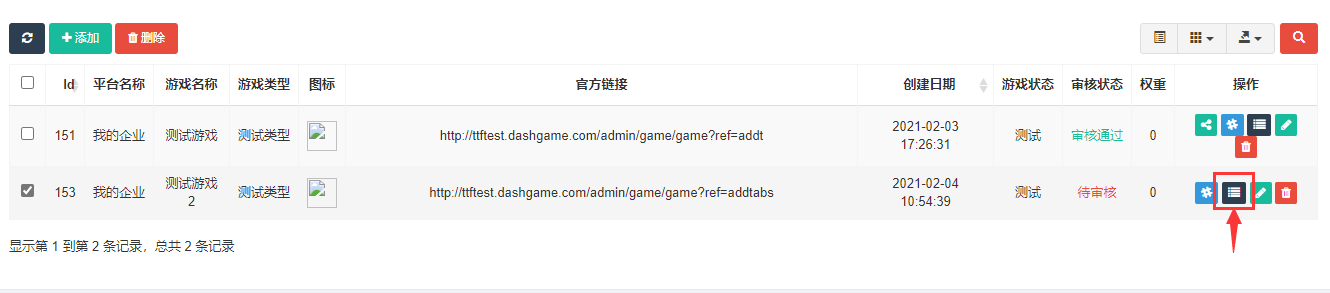 添加 删除
Id 平台名称 游戏名称 游戏类型 图标 官方链接 创建日期 游戏状态 审核状态 权重 操作
151 我的企业 测试游戏 测试类型 http://ttftest.dashgame.com/admin/game/game?ref=addt 2021-02-03 17:26:31 测试 审核通过 0
153 我的企业 测试游戏2 测试类型 http://ttftest.dashgame.com/admin/game/game?ref=addtabs 2021-02-04 10:54:39 测试 待审核 0
显示第 1 到第 2 条记录，总共 2 条记录